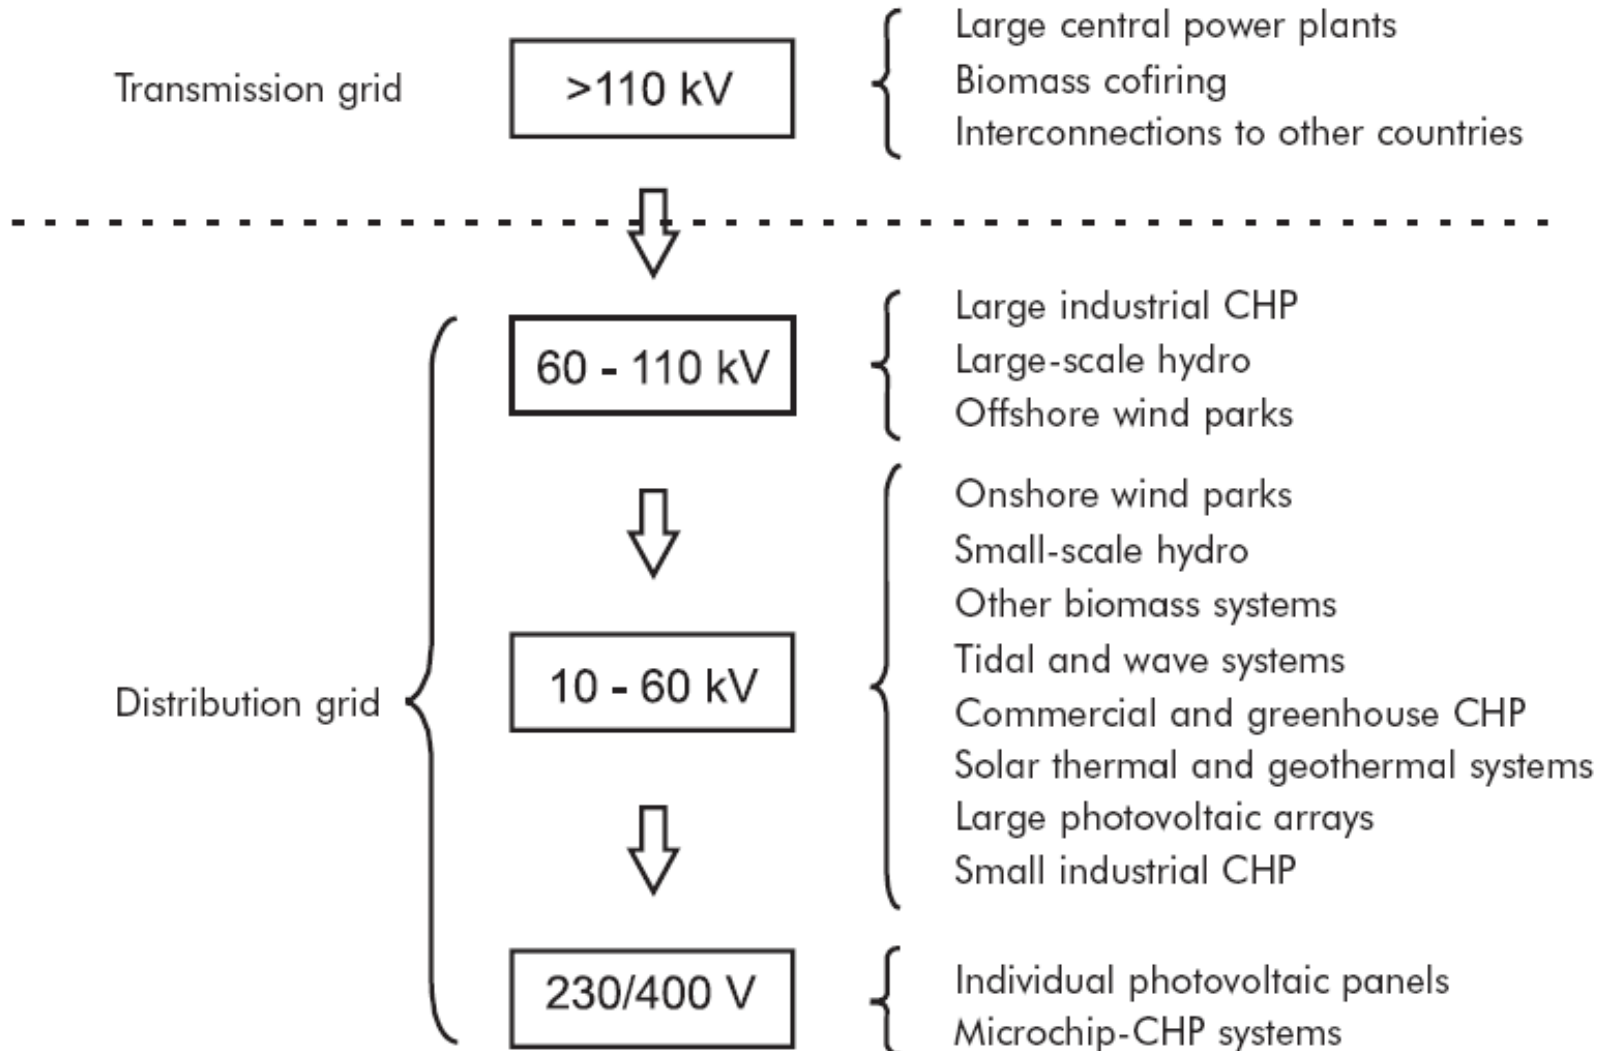 Transmission grid
>110 kV
Large central power plants
Biomass cofiring
Interconnections to other countries
Distribution grid
60 - 110 kV
Large industrial CHP
Large-scale hydro
Offshore wind parks
10 - 60 kV
Onshore wind parks
Small-scale hydro
Other biomass systems
Tidal and wave systems
Commercial and greenhouse CHP
Solar thermal and geothermal systems
Large photovoltaic arrays
Small industrial CHP
230/400 V
Individual photovoltaic panels
Microchip-CHP systems